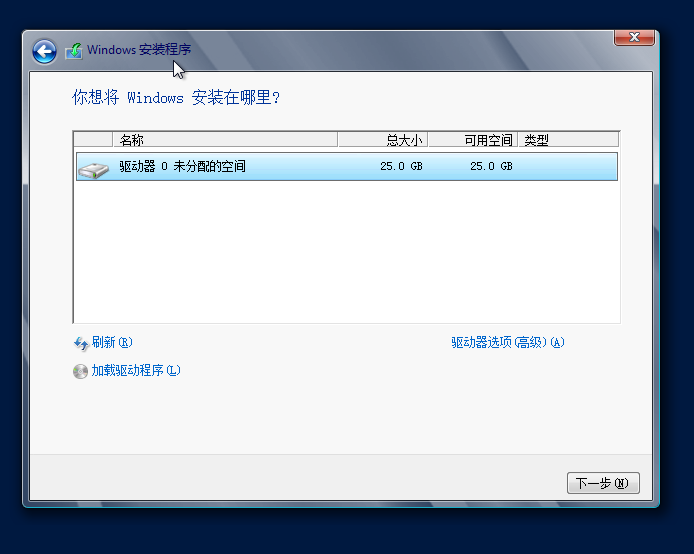 Windows 安装程序
你想将 Windows 安装在哪里?
名称 总大小 可用空间 类型
驱动器 0 未分配的空间 25.0 GB 25.0 GB
刷新(R) 驱动器选项(高级)(A)
加载驱动程序(L)
下一步(N)